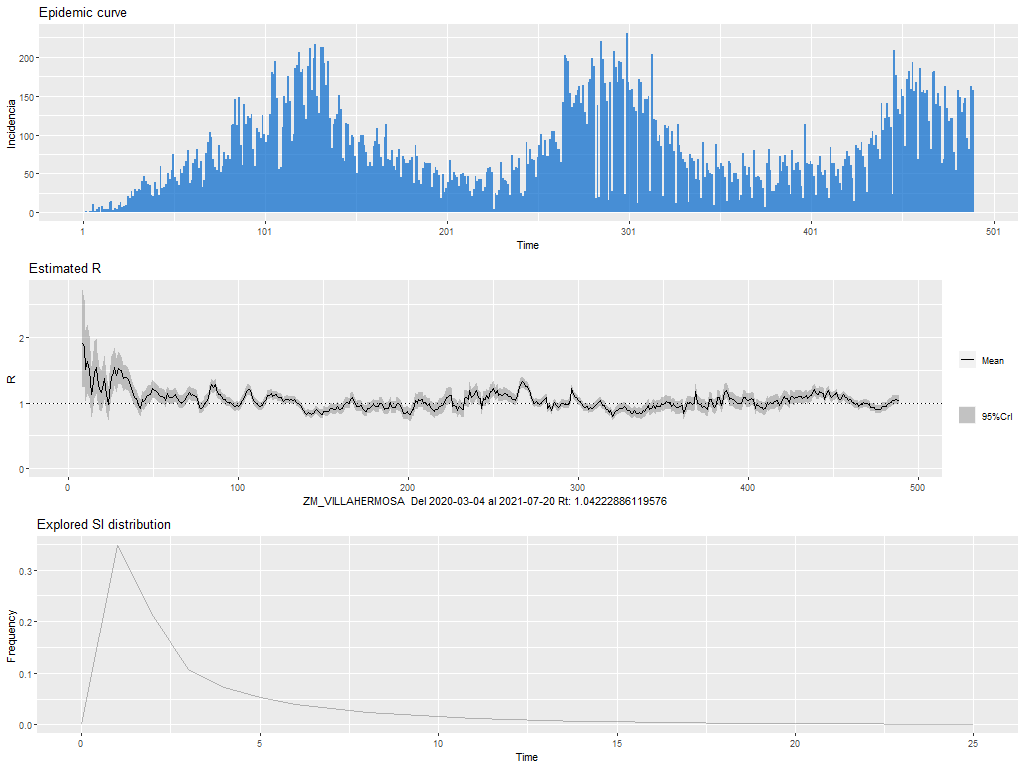 Epidemic curve
Incidencia
200
150
100
50
0
1
101
201
301
401
501
Time
Estimated R
R
2
1
0
0
100
200
300
400
500
Mean
95%CrI
ZM_VILLAHERMOSA Del 2020-03-04 al 2021-07-20 Rt: 1.04222886119576
Explored SI distribution
Frequency
0.3
0.2
0.1
0.0
0
5
10
15
20
25
Time